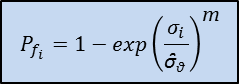 P_{f_i} = 1 − exp(σ_i / σ̂_ϑ)^m